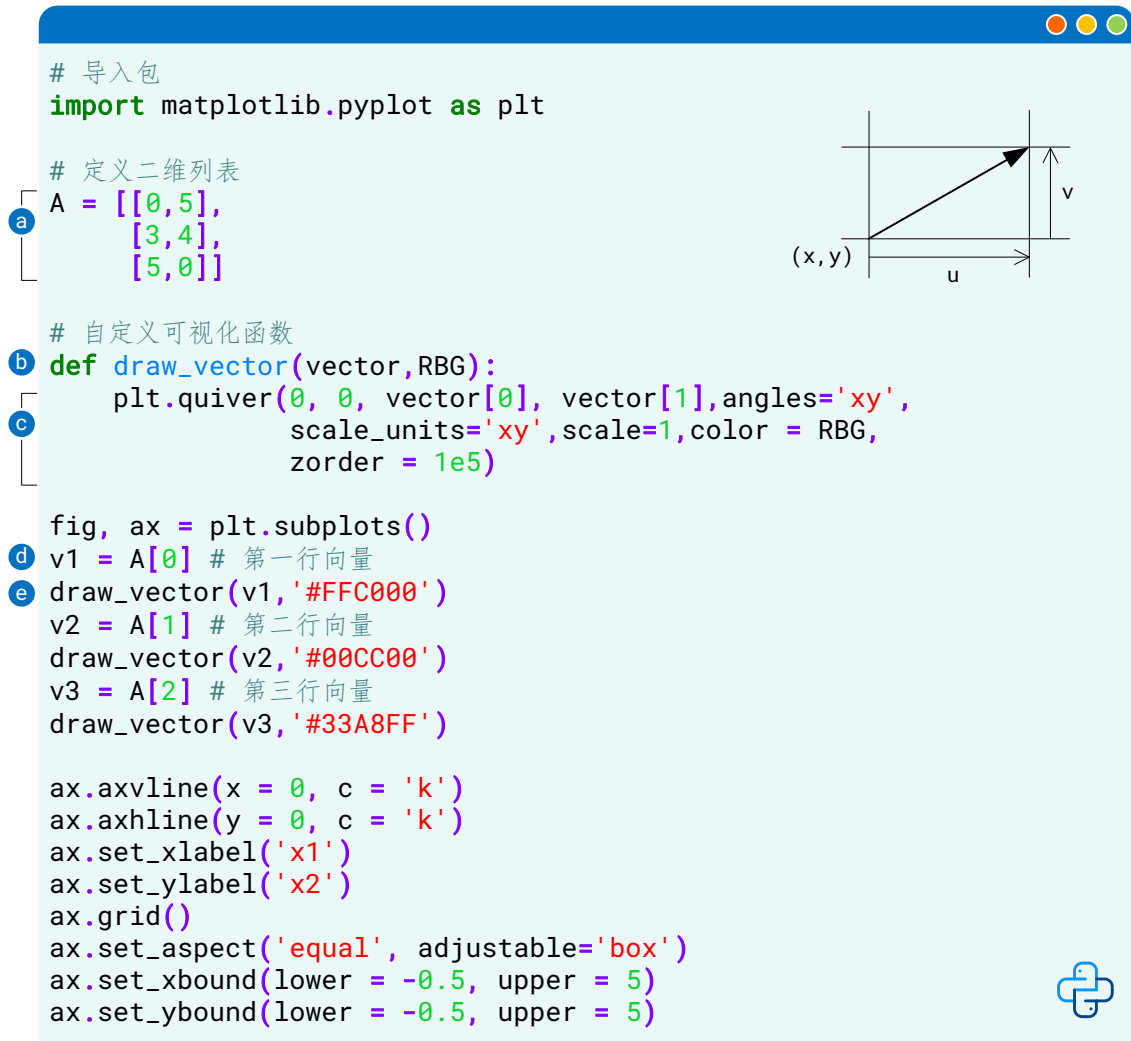 # 导入包
import matplotlib.pyplot as plt
# 定义二维列表
a
A = [[0,5],
[3,4],
[5,0]]
(x,y)
u
v
# 自定义可视化函数
b
def draw_vector(vector,RBG):
c
plt.quiver(0, 0, vector[0], vector[1],angles='xy',
scale_units='xy',scale=1,color = RBG,
zorder = 1e5)
fig, ax = plt.subplots()
d
v1 = A[0] # 第一行向量
e
draw_vector(v1,'#FFC000')
v2 = A[1] # 第二行向量
draw_vector(v2,'#00CC00')
v3 = A[2] # 第三行向量
draw_vector(v3,'#33A8FF')
ax.axvline(x = 0, c = 'k')
ax.axhline(y = 0, c = 'k')
ax.set_xlabel('x1')
ax.set_ylabel('x2')
ax.grid()
ax.set_aspect('equal', adjustable='box')
ax.set_xbound(lower = -0.5, upper = 5)
ax.set_ybound(lower = -0.5, upper = 5)